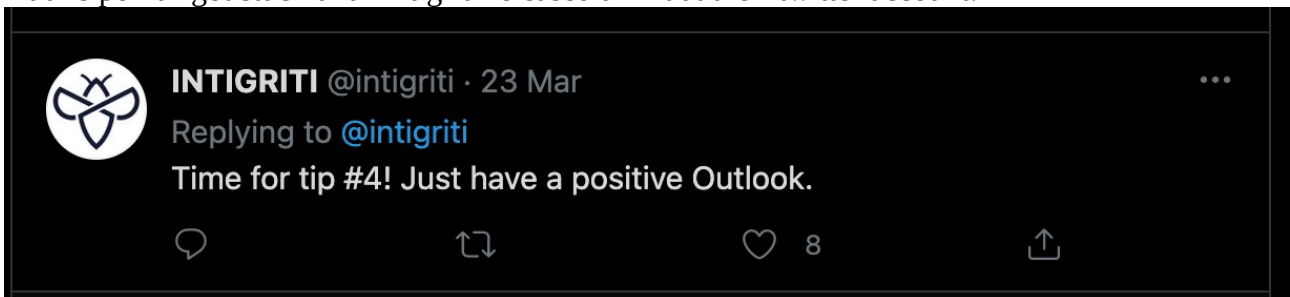 INTIGRITI @intigriti · 23 Mar
Replying to @intigriti
Time for tip #4! Just have a positive Outlook.
8